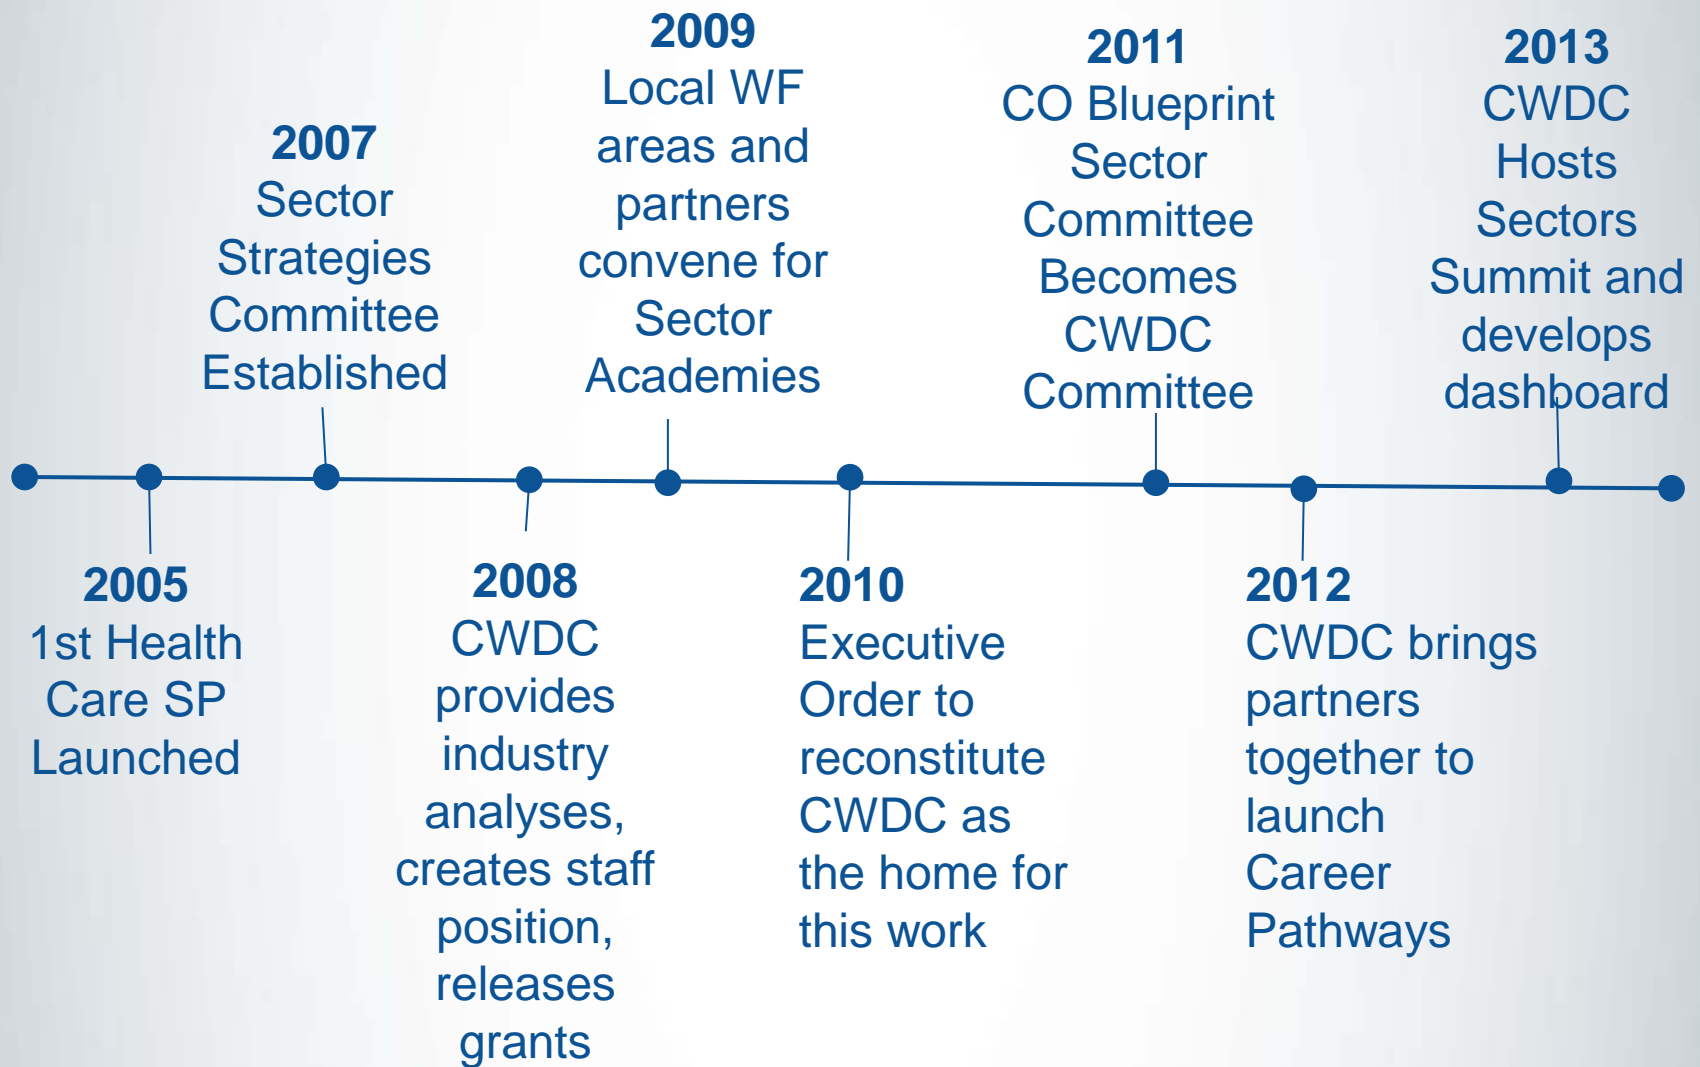 2005
1st Health
Care SP
Launched
2007
Sector
Strategies
Committee
Established
2008
CWDC
provides
industry
analyses,
creates staff
position,
releases
grants
2009
Local WF
areas and
partners
convene for
Sector
Academies
2010
Executive
Order to
reconstitute
CWDC as
the home for
this work
2011
CO Blueprint
Sector
Committee
Becomes
CWDC
Committee
2012
CWDC brings
partners
together to
launch
Career
Pathways
2013
CWDC
Hosts
Sectors
Summit and
develops
dashboard